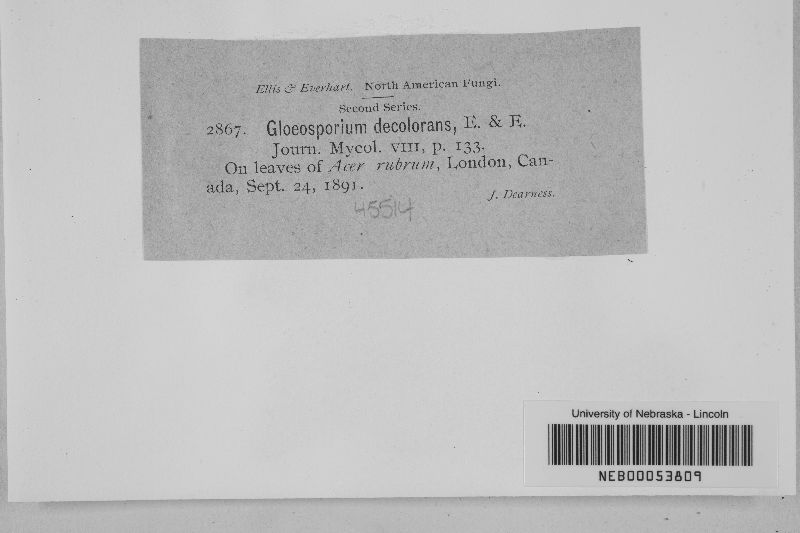 Ellis & Everhart. North American Fungi.
Second Series.
2867. Gloeosporium decolorans, E. & E.
Journ. Mycol. VIII, p. 133.
On leaves of Acer rubrum, London, Can-
ada, Sept. 24, 1891.
J. Dearness.
45514
University of Nebraska - Lincoln
NEB00053809